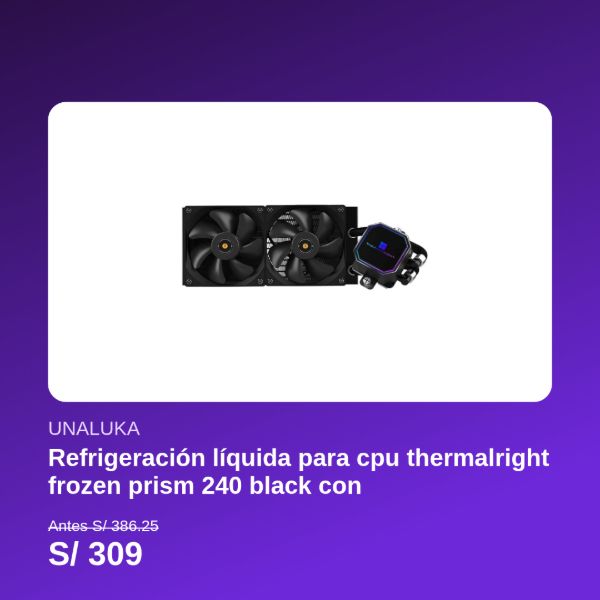 UNALUKA
Refrigeración líquida para cpu thermalright
frozen prism 240 black con
Antes S/ 386.25
S/ 309